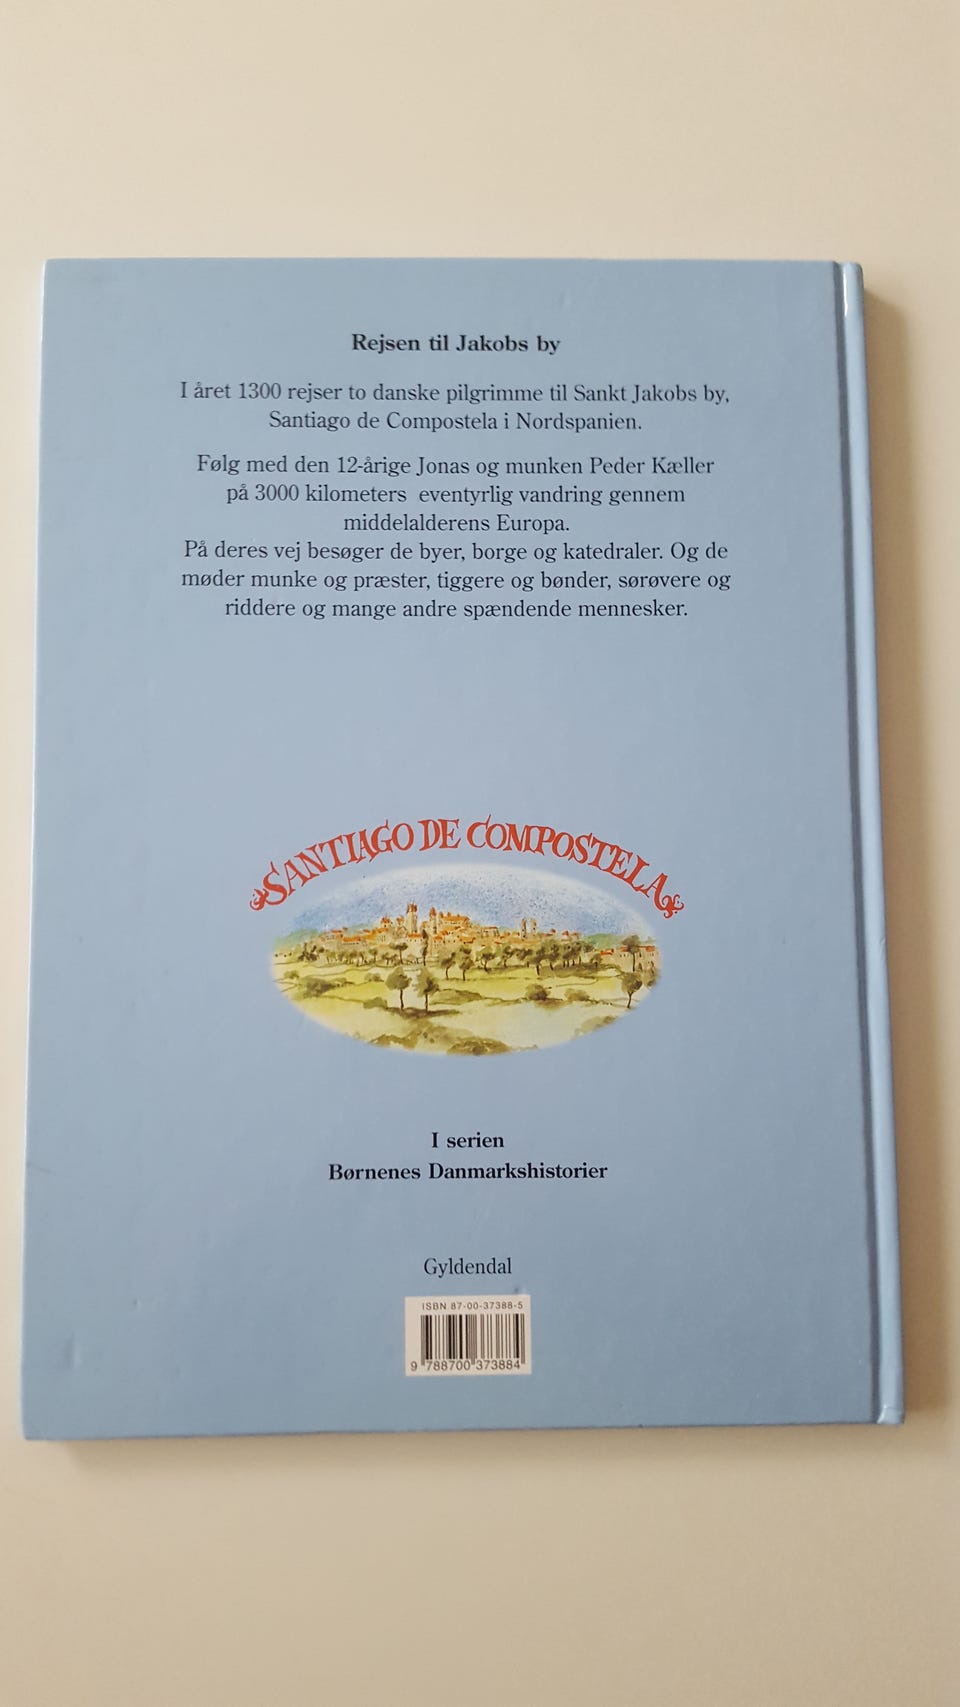 Rejsen til Jakobs by
I året 1300 rejser to danske pilgrimme til Sankt Jakobs by,
Santiago de Compostela i Nordspanien.
Følg med den 12-årige Jonas og munken Peder Kæller
på 3000 kilometers eventyrlig vandring gennem
middelalderens Europa.
På deres vej besøger de byer, borge og katedraler. Og de
møder munke og præster, tiggere og bønder, sørøvere og
riddere og mange andre spændende mennesker.
SANTIAGO DE COMPOSTELA
I serien
Børnenes Danmarkshistorier
Gyldendal
ISBN 87-00-37388-5
9 788700 373884